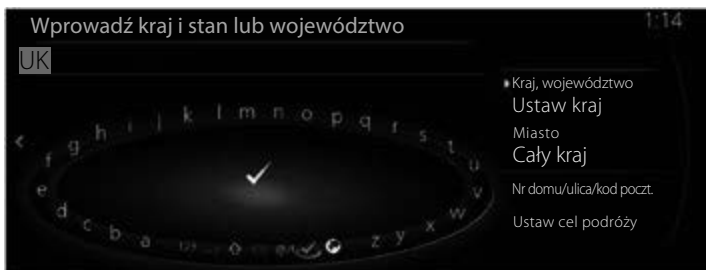 Wprowadź kraj i stan lub województwo
1:14
UK
Kraj, województwo
Ustaw kraj
Miasto
Cały kraj
Nr domu/ulica/kod poczt.
Ustaw cel podróży
a b c d e f g h i j k l m n o p q r s t u v w x y z